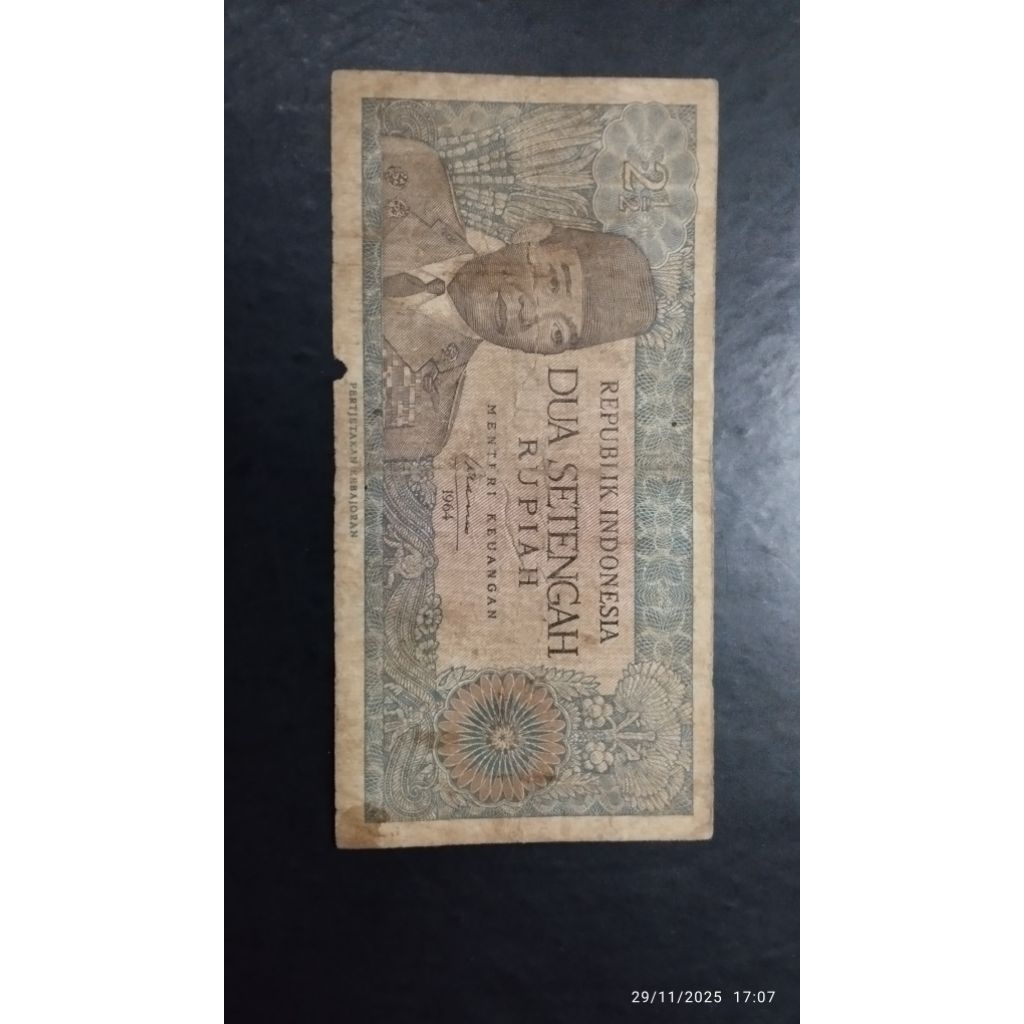 2½
REPUBLIK INDONESIA
DUA SETENGAH
RUPIAH
MENTERI KEUANGAN
1964
PERTJETAKAN KEBAJORAN
29/11/2025 17:07